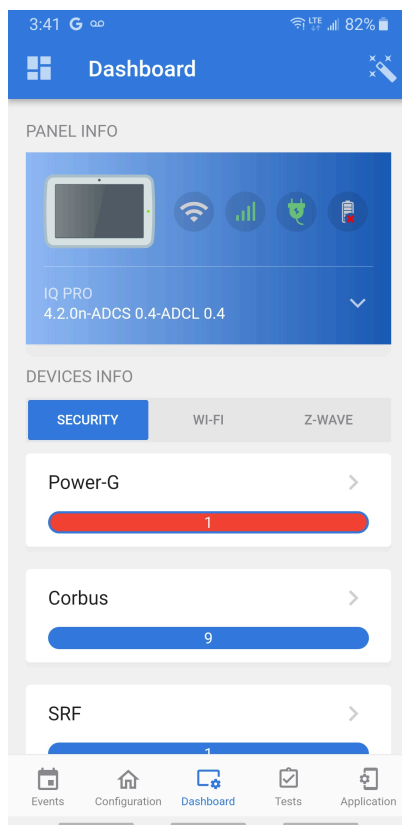 3:41 G LTE 82%
Dashboard
PANEL INFO
IQ PRO
4.2.0n-ADCS 0.4-ADCL 0.4
DEVICES INFO
SECURITY WI-FI Z-WAVE
Power-G
1
Corbus
9
SRF
1
Events Configuration Dashboard Tests Application